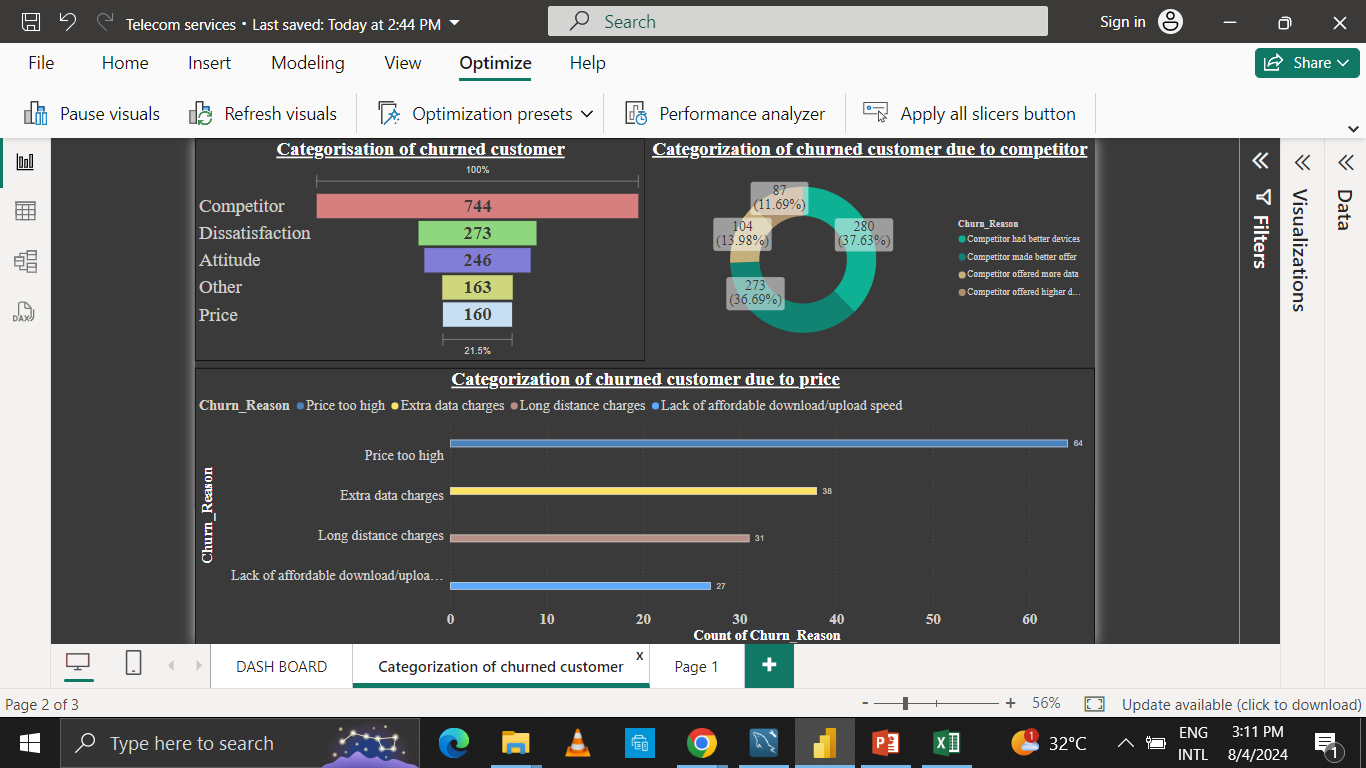 Telecom services • Last saved: Today at 2:44 PM
Search
Sign in
File Home Insert Modeling View Optimize Help
Share
Pause visuals
Refresh visuals
Optimization presets
Performance analyzer
Apply all slicers button
Categorisation of churned customer
100%
Competitor 744
Dissatisfaction 273
Attitude 246
Other 163
Price 160
21.5%
Categorization of churned customer due to competitor
87
(11.69%)
104
(13.98%)
280
(37.63%)
273
(36.69%)
Churn_Reason
Competitor had better devices
Competitor made better offer
Competitor offered more data
Competitor offered higher d...
Categorization of churned customer due to price
Churn_Reason Price too high Extra data charges Long distance charges Lack of affordable download/upload speed
Churn_Reason
Price too high 64
Extra data charges 38
Long distance charges 31
Lack of affordable download/uploa... 27
0 10 20 30 40 50 60
Count of Churn_Reason
Filters
Visualizations
Data
DAX
DASH BOARD
Categorization of churned customer
x
Page 1
+
Page 2 of 3
- + 56%
Update available (click to download)
Type here to search
1
32°C
ENG
INTL
3:11 PM
8/4/2024
1